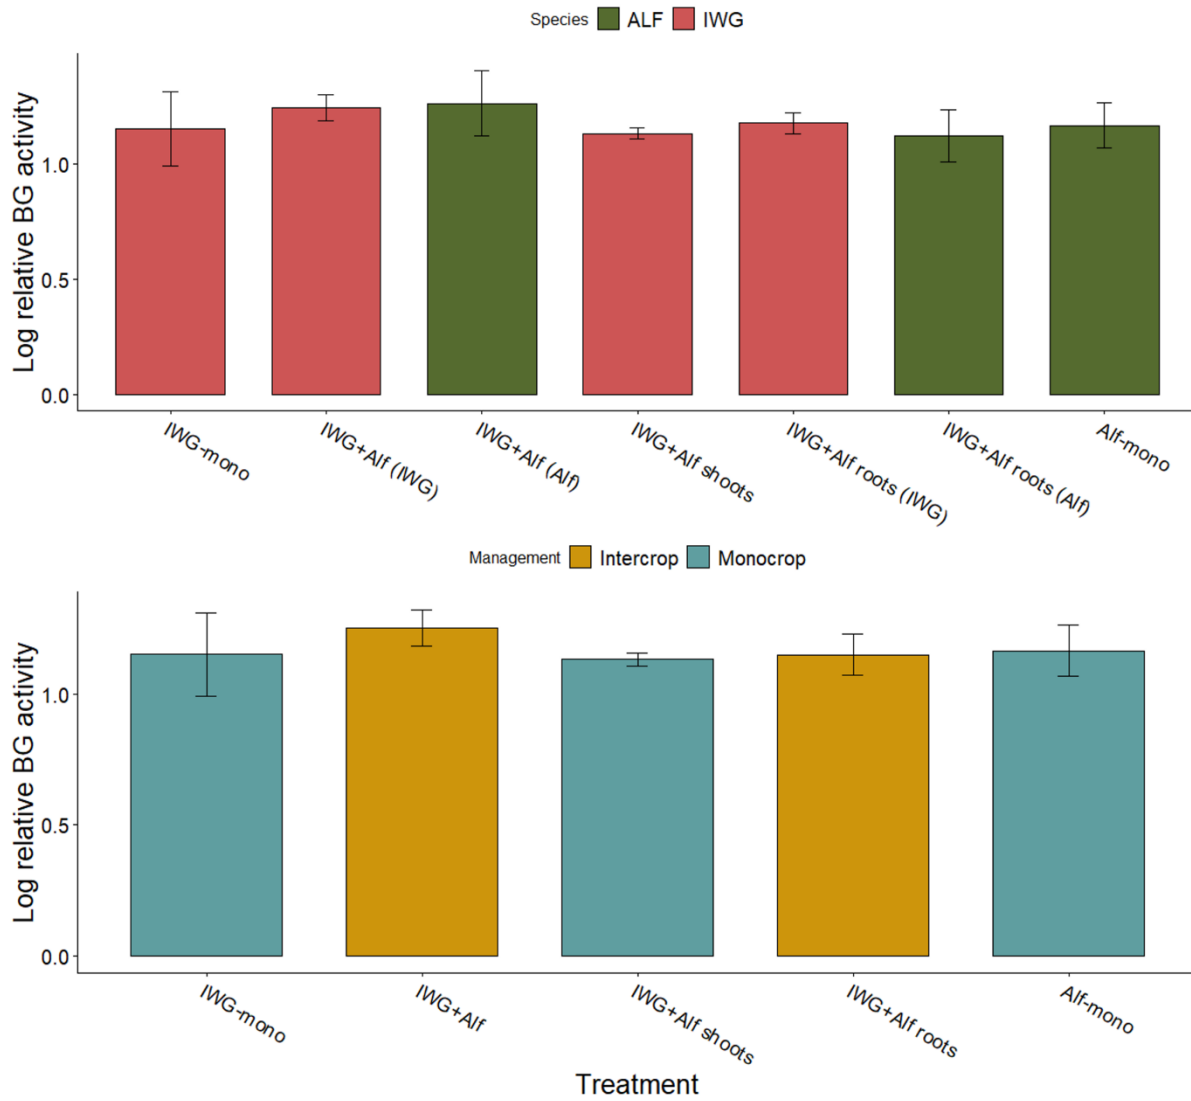 Species ALF IWG
Log relative BG activity
1.0
0.5
0.0
IWG-mono
IWG+Alf (IWG)
IWG+Alf (Alf)
IWG+Alf shoots
IWG+Alf roots (IWG)
IWG+Alf roots (Alf)
Alf-mono
Management Intercrop Monocrop
Log relative BG activity
1.0
0.5
0.0
IWG-mono
IWG+Alf
IWG+Alf shoots
IWG+Alf roots
Alf-mono
Treatment